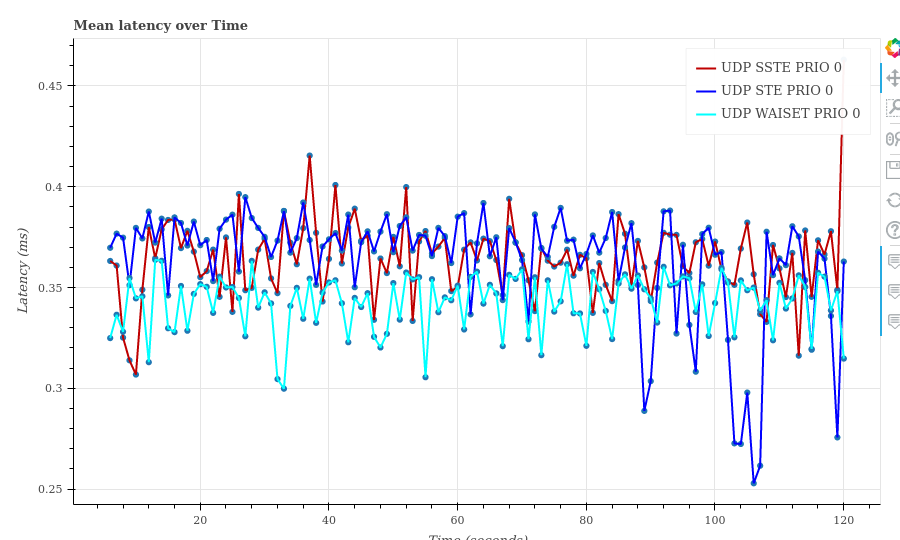 Mean latency over Time
UDP SSTE PRIO 0
UDP STE PRIO 0
UDP WAISET PRIO 0
Latency (ms)
0.45
0.4
0.35
0.3
0.25
20
40
60
80
100
120
Time (seconds)